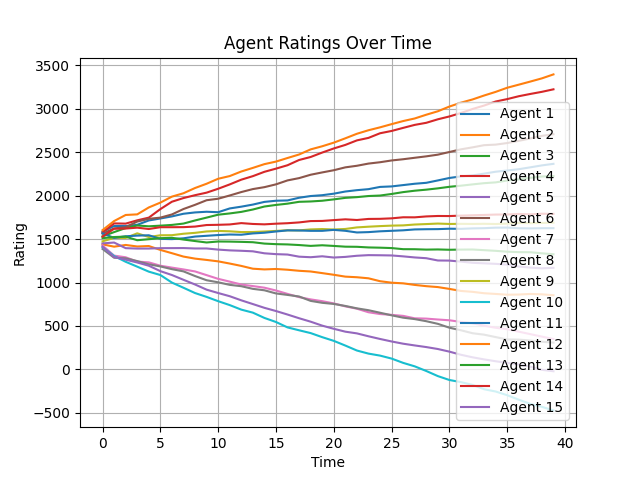 Agent Ratings Over Time
Rating
3500
3000
2500
2000
1500
1000
500
0
−500
0 5 10 15 20 25 30 35 40
Time
Agent 1
Agent 2
Agent 3
Agent 4
Agent 5
Agent 6
Agent 7
Agent 8
Agent 9
Agent 10
Agent 11
Agent 12
Agent 13
Agent 14
Agent 15